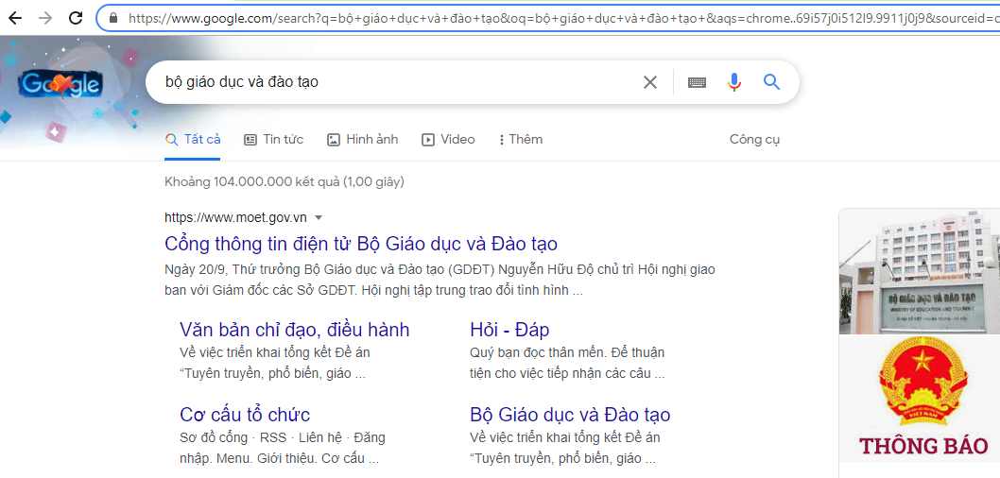 https://www.google.com/search?q=bộ+giáo+dục+và+đào+tạo&oq=bộ+giáo+dục+và+đào+tạo+&aqs=chrome..69i57j0i512l9.9911j0j9&sourceid=c
Google
bộ giáo dục và đào tạo
Tất cả
Tin tức
Hình ảnh
Video
Thêm
Công cụ
Khoảng 104.000.000 kết quả (1,00 giây)
https://www.moet.gov.vn
Cổng thông tin điện tử Bộ Giáo dục và Đào tạo
Ngày 20/9, Thứ trưởng Bộ Giáo dục và Đào tạo (GDĐT) Nguyễn Hữu Độ chủ trì Hội nghị giao
ban với Giám đốc các Sở GDĐT. Hội nghị tập trung trao đổi tình hình ...
Văn bản chỉ đạo, điều hành
Về việc triển khai tổng kết Đề án
“Tuyên truyền, phổ biến, giáo ...
Hỏi - Đáp
Quý bạn đọc thân mến. Để thuận
tiện cho việc tiếp nhận các câu ...
Cơ cấu tổ chức
Sơ đồ cổng · RSS · Liên hệ · Đăng
nhập. Menu. Giới thiệu. Cơ cấu ...
Bộ Giáo dục và Đào tạo
Về việc triển khai tổng kết Đề án
“Tuyên truyền, phổ biến, giáo ...
BỘ GIÁO DỤC VÀ ĐÀO TẠO
MINISTRY OF EDUCATION AND TRAINING
VIỆT NAM
THÔNG BÁO